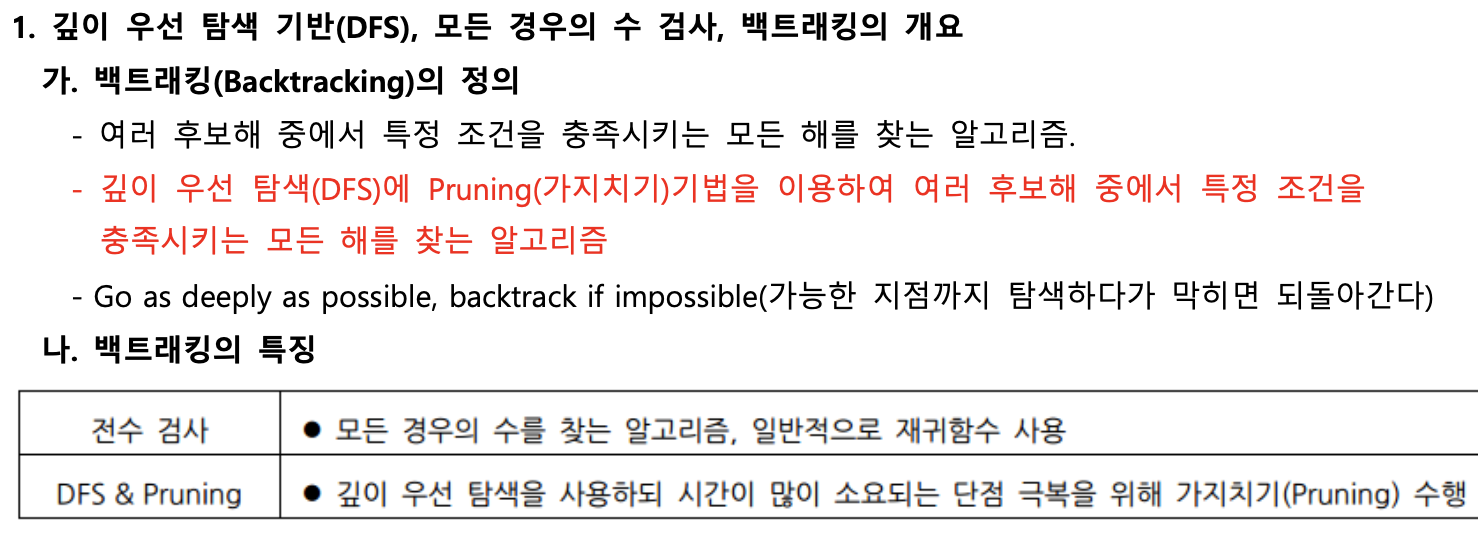 1. 깊이 우선 탐색 기반(DFS), 모든 경우의 수 검사, 백트래킹의 개요
가. 백트래킹(Backtracking)의 정의
- 여러 후보해 중에서 특정 조건을 충족시키는 모든 해를 찾는 알고리즘.
- 깊이 우선 탐색(DFS)에 Pruning(가지치기)기법을 이용하여 여러 후보해 중에서 특정 조건을
충족시키는 모든 해를 찾는 알고리즘
- Go as deeply as possible, backtrack if impossible(가능한 지점까지 탐색하다가 막히면 되돌아간다)
나. 백트래킹의 특징
전수 검사 ● 모든 경우의 수를 찾는 알고리즘, 일반적으로 재귀함수 사용
DFS & Pruning ● 깊이 우선 탐색을 사용하되 시간이 많이 소요되는 단점 극복을 위해 가지치기(Pruning) 수행